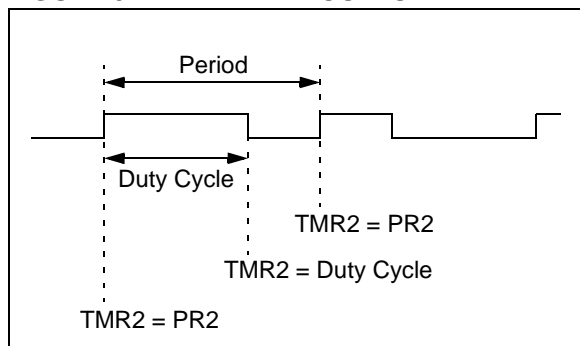 Period
Duty Cycle
TMR2 = PR2
TMR2 = Duty Cycle
TMR2 = PR2